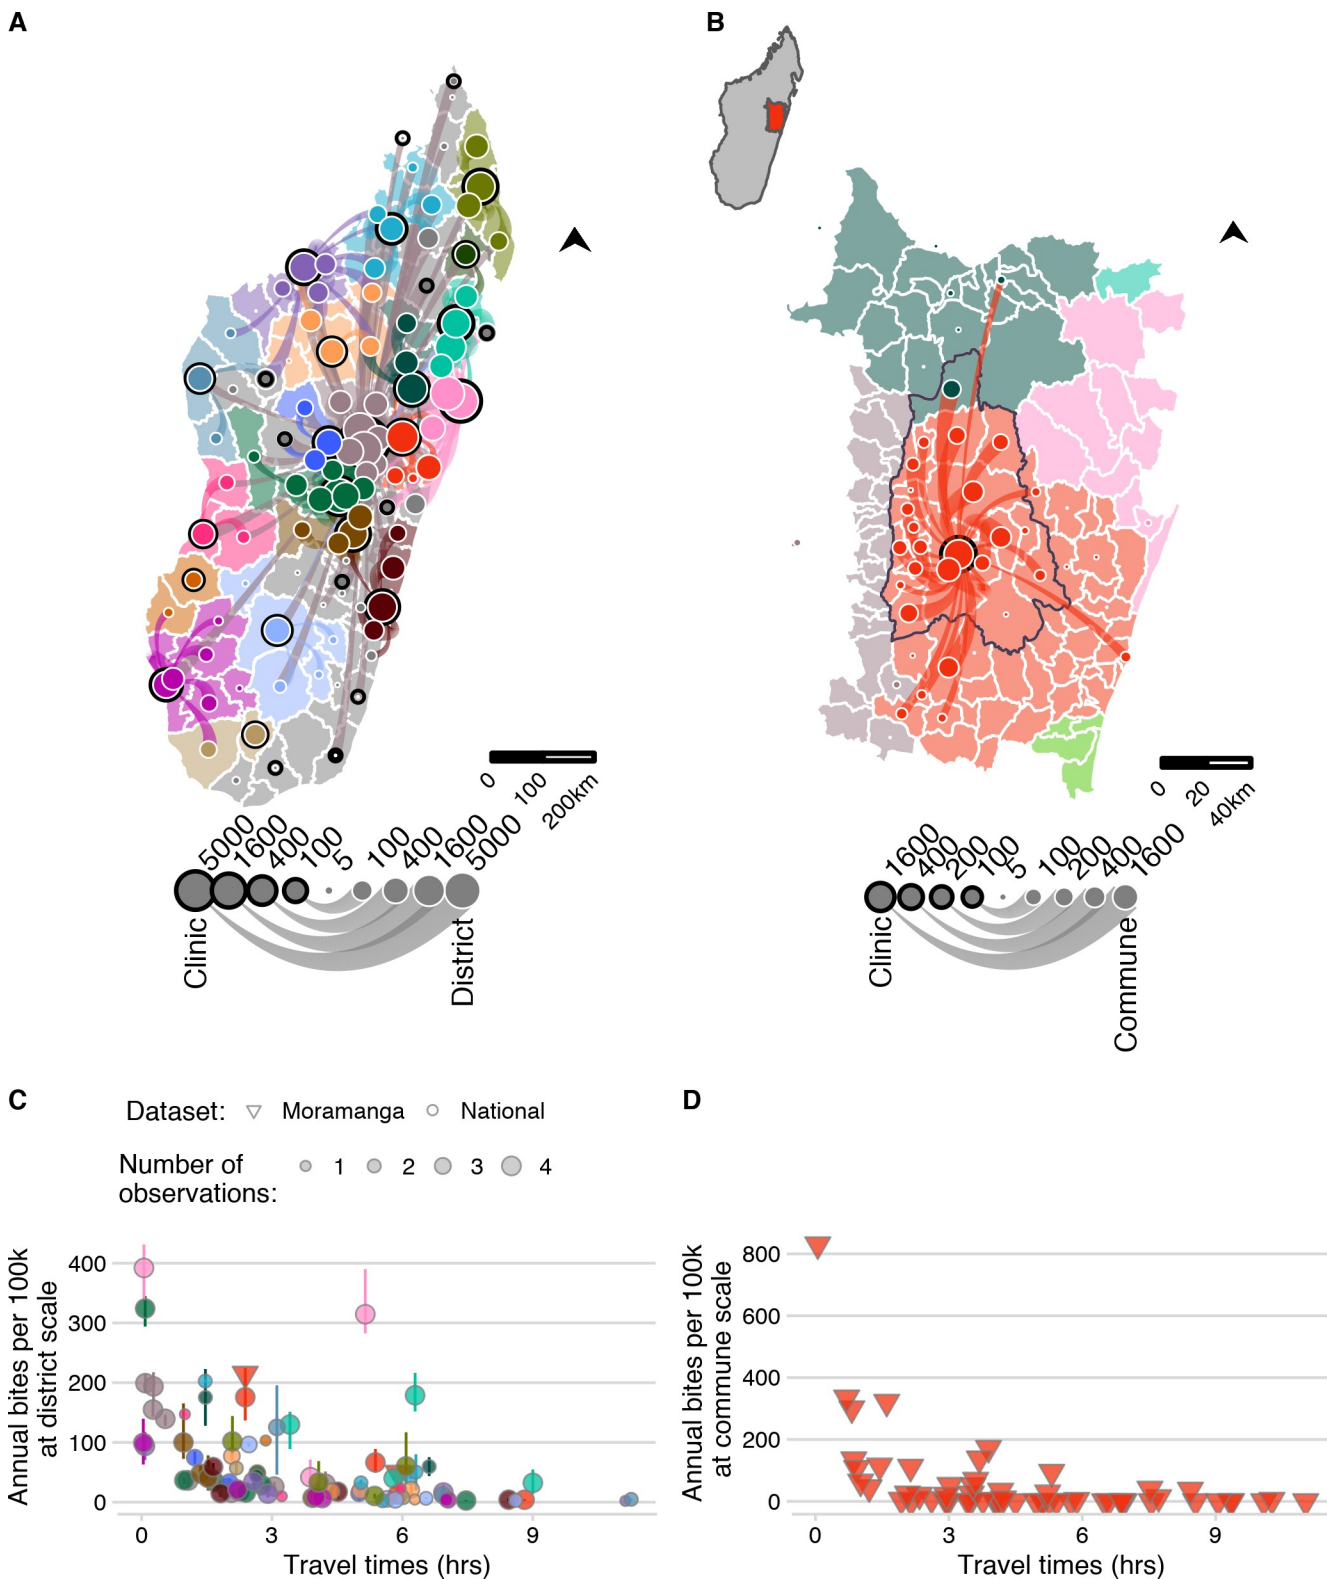 A
B
0
100
200km
0
20
40km
5000
1600
400
100
5
100
400
1600
5000
Clinic
District
1600
400
200
100
5
100
200
400
1600
Clinic
Commune
C
D
Dataset: Moramanga National
Number of
observations:
1 2 3 4
Annual bites per 100k
at district scale
400
300
200
100
0
0 3 6 9
Travel times (hrs)
Annual bites per 100k
at commune scale
800
600
400
200
0
0 3 6 9
Travel times (hrs)